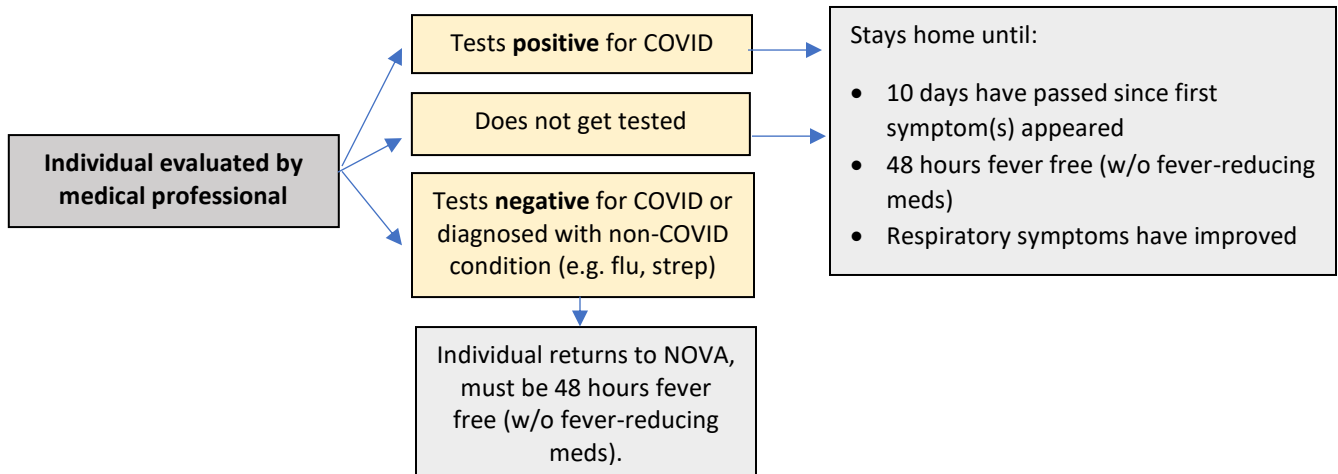 Individual evaluated by
medical professional
Tests positive for COVID
Does not get tested
Tests negative for COVID or
diagnosed with non-COVID
condition (e.g. flu, strep)
Individual returns to NOVA,
must be 48 hours fever
free (w/o fever-reducing
meds).
Stays home until:
• 10 days have passed since first
symptom(s) appeared
• 48 hours fever free (w/o fever-reducing
meds)
• Respiratory symptoms have improved